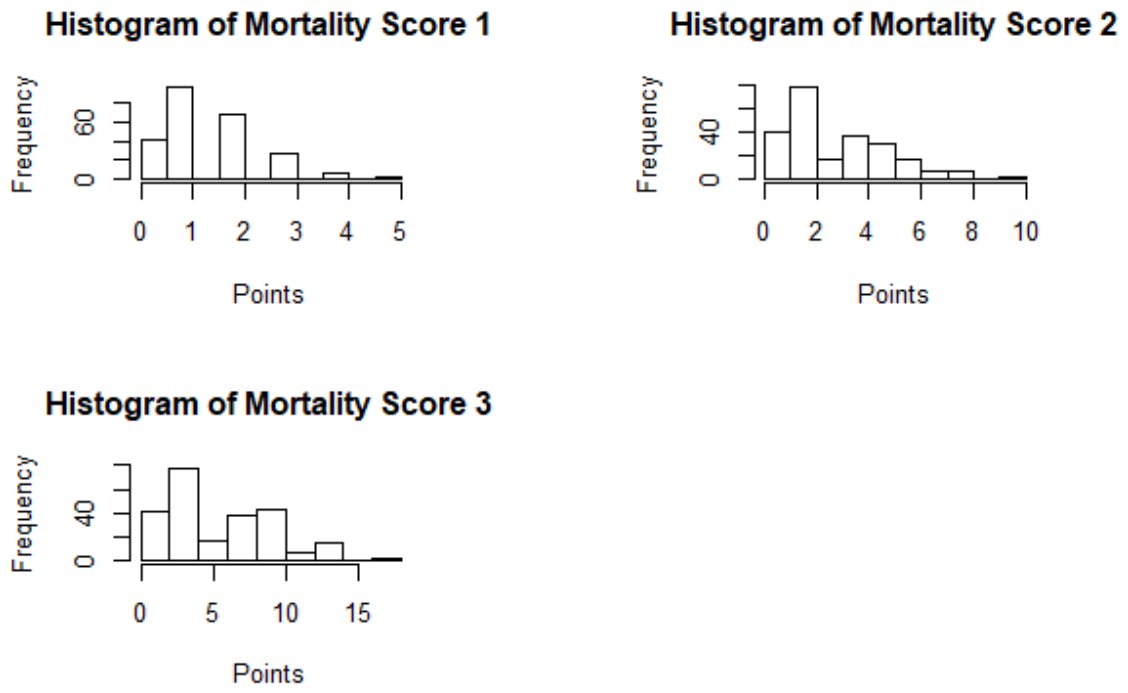 Histogram of Mortality Score 1
Frequency
60
0
0 1 2 3 4 5
Points
Histogram of Mortality Score 2
Frequency
40
0
0 2 4 6 8 10
Points
Histogram of Mortality Score 3
Frequency
40
0
0 5 10 15
Points